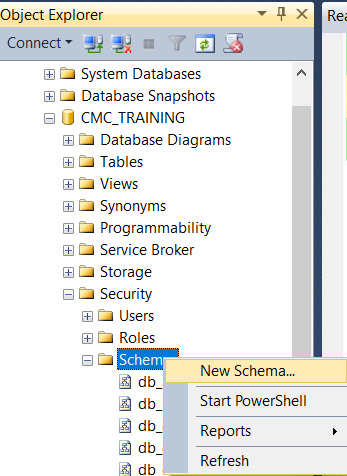 Object Explorer
Rea
Connect
System Databases
Database Snapshots
CMC_TRAINING
Database Diagrams
Tables
Views
Synonyms
Programmability
Service Broker
Storage
Security
Users
Roles
Schem
New Schema...
db_
Start PowerShell
db_
Reports
db_
Refresh
db_